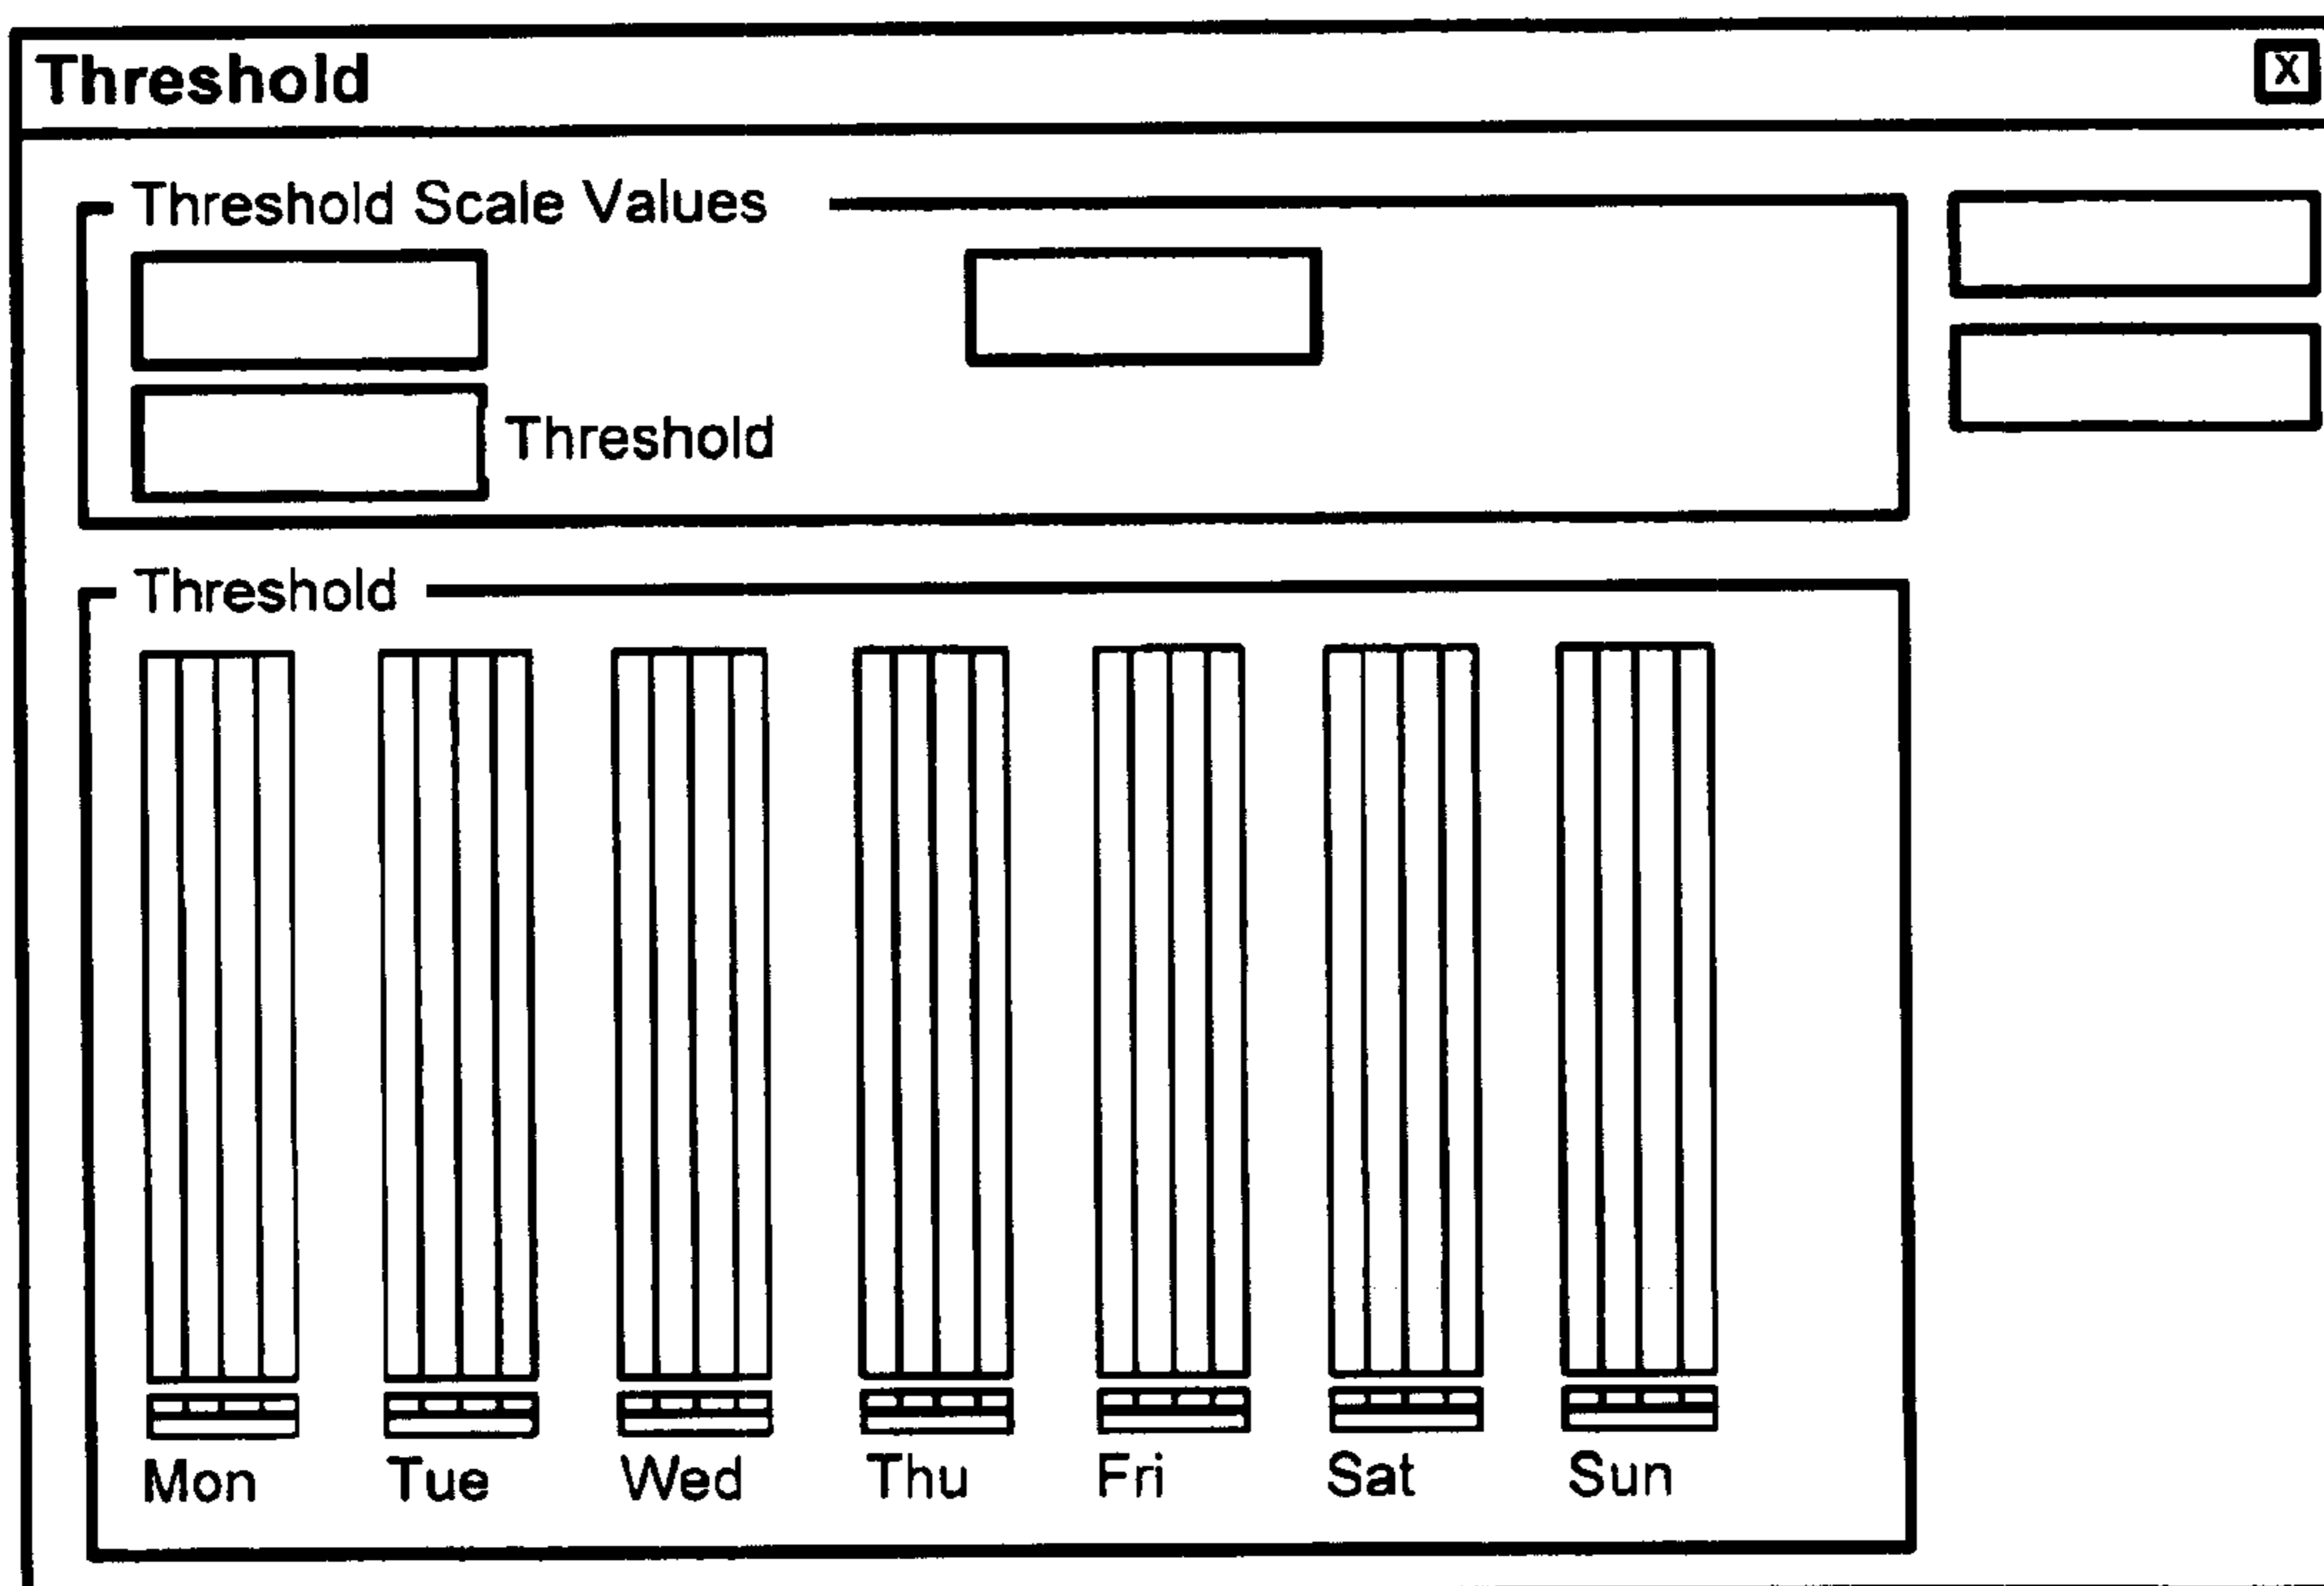 Threshold X
Threshold Scale Values
Threshold
Threshold
Mon Tue Wed Thu Fri Sat Sun